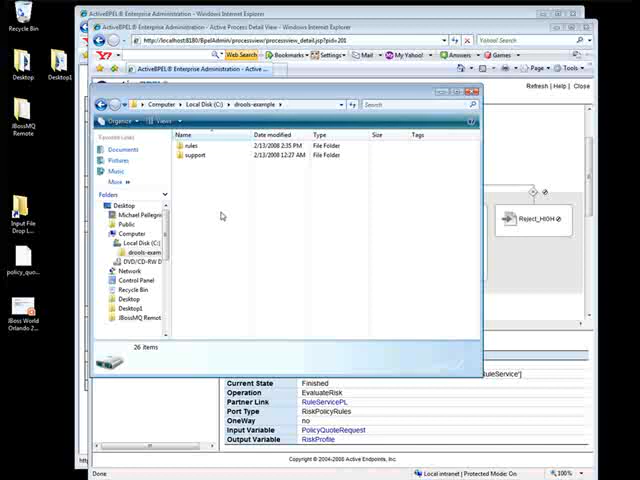 ActiveBPEL® Enterprise Administration - Windows Internet Explorer
ActiveBPEL® Enterprise Administration - Active Process Detail View - Windows Internet Explorer
http://localhost:8180/BpelAdmin/processview/processview_detail.jsp?pid=201
Yahoo! Search
Web Search
Bookmarks
Settings
Mail
My Yahoo!
Answers
Games
ActiveBPEL® Enterprise Administration - Active ...
Page
Tools
Refresh | Help | Close
Recycle Bin
Desktop
Desktop1
JBossMQ Remote
Input File Drop L...
policy_quo...
JBoss World Orlando 2...
Computer
Local Disk (C:)
drools-example
Search
Organize
Views
Favorite Links
Documents
Pictures
Music
More »
Folders
Desktop
Michael Pellegrini
Public
Computer
Local Disk (C:)
drools-exam
DVD/CD-RW D
Network
Control Panel
Recycle Bin
Desktop
Desktop1
JBossMQ Remot
Name
Date modified
Type
Size
Tags
rules
2/13/2008 2:35 PM
File Folder
support
2/13/2008 12:27 AM
File Folder
26 items
Reject_HIGH
RuleService']
Current State
Finished
Operation
EvaluateRisk
Partner Link
RuleServicePL
Port Type
RiskPolicyRules
OneWay
no
Input Variable
PolicyQuoteRequest
Output Variable
RiskProfile
Copyright © 2004-2008 Active Endpoints, Inc.
Done
Local intranet | Protected Mode: On
100%